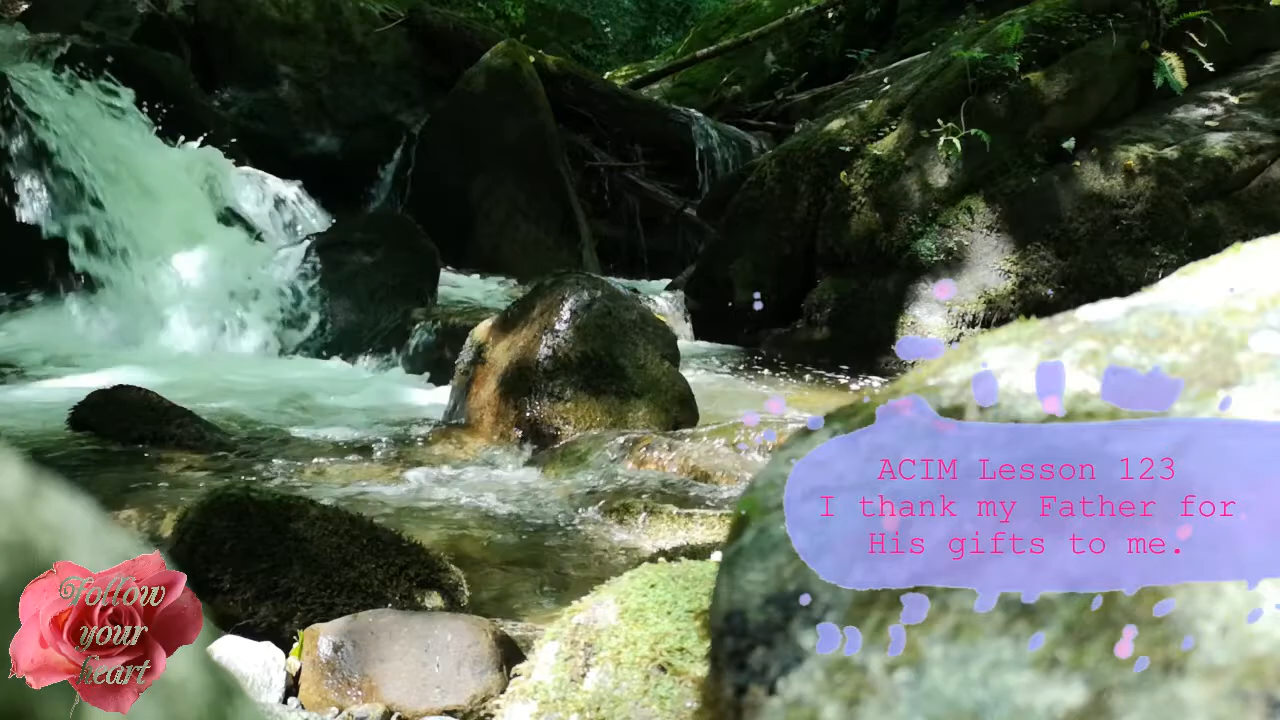 ACIM Lesson 123
I thank my Father for
His gifts to me.
Follow
your
heart